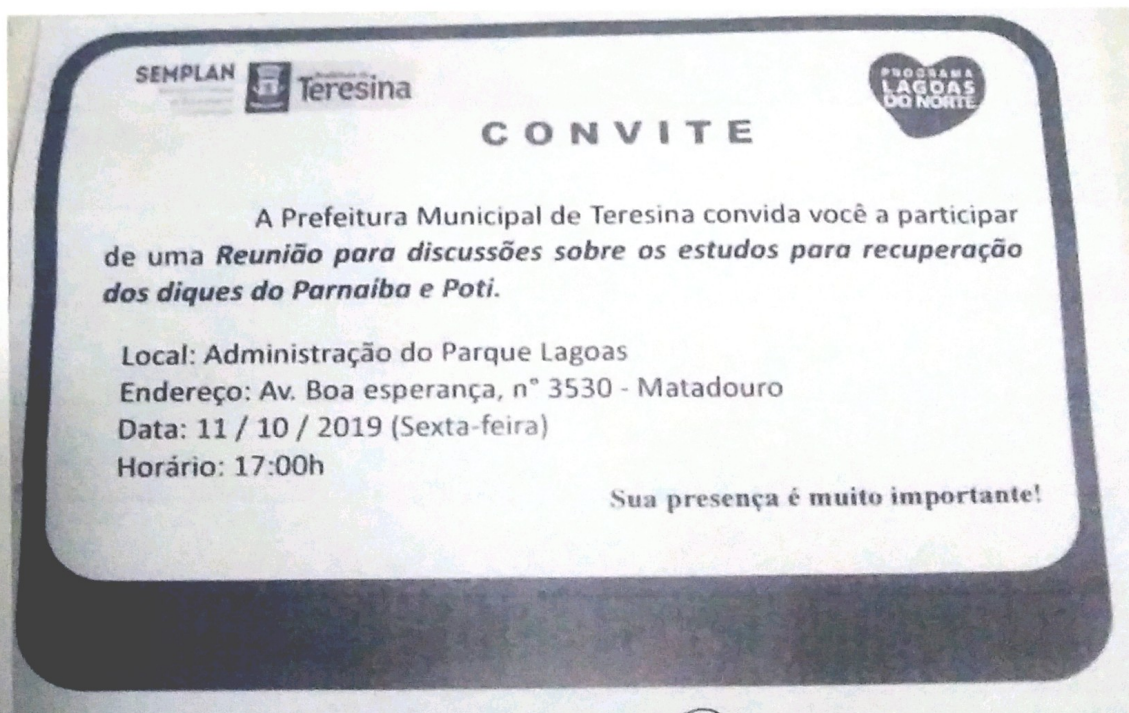 SEMPLAN
Teresina
PROGRAMA
LAGOAS
DO NORTE
CONVITE
A Prefeitura Municipal de Teresina convida você a participar
de uma Reunião para discussões sobre os estudos para recuperação
dos diques do Parnaíba e Poti.
Local: Administração do Parque Lagoas
Endereço: Av. Boa esperança, n° 3530 - Matadouro
Data: 11 / 10 / 2019 (Sexta-feira)
Horário: 17:00h
Sua presença é muito importante!